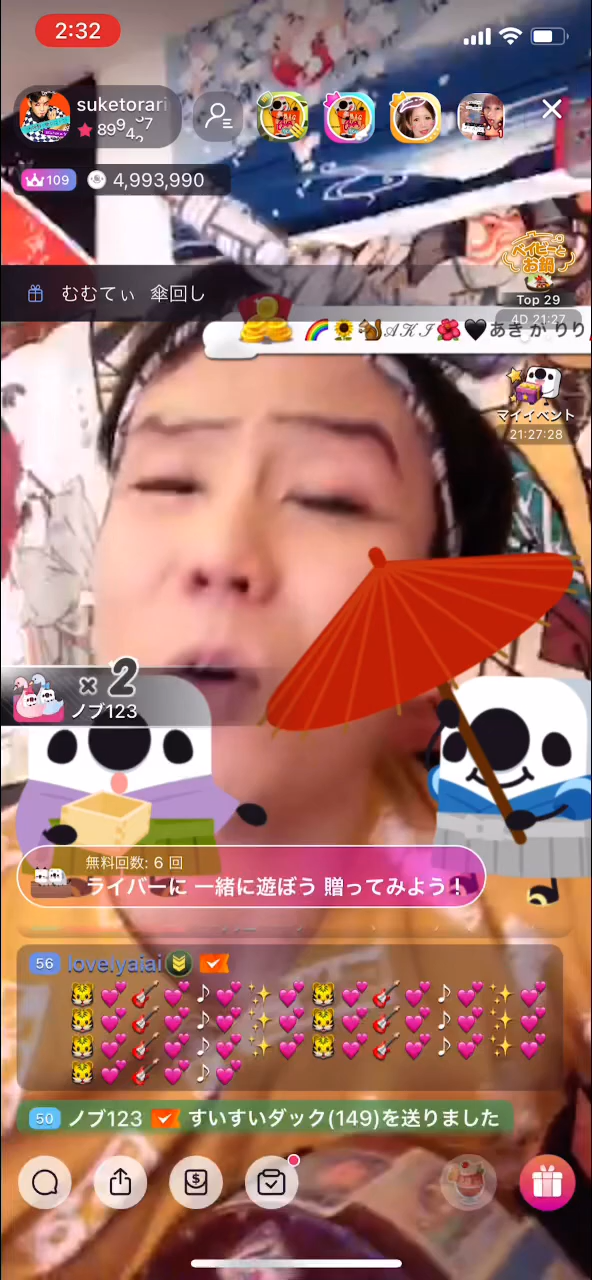 2:32
suketorari
109
4,993,990
ベイビーと
お鍋
Top 29
4D 21:27
むむてぃ 傘回し
🌈🌻🐿𝒜𝒦𝐼🌺🖤あき か りり
マイイベント
21:27:28
× 2
ノブ123
無料回数: 6 回
ライバーに 一緒に遊ぼう 贈ってみよう!
56 love!yaiai
🐯💕🎸💕♪💕✨💕🐯💕🎸💕♪💕✨💕
🐯💕🎸💕♪💕✨💕🐯💕🎸💕♪💕✨💕
🐯💕🎸💕♪💕✨💕🐯💕🎸💕♪💕✨💕
🐯💕🎸💕♪💕
50 ノブ123 すいすいダック(149)を送りました